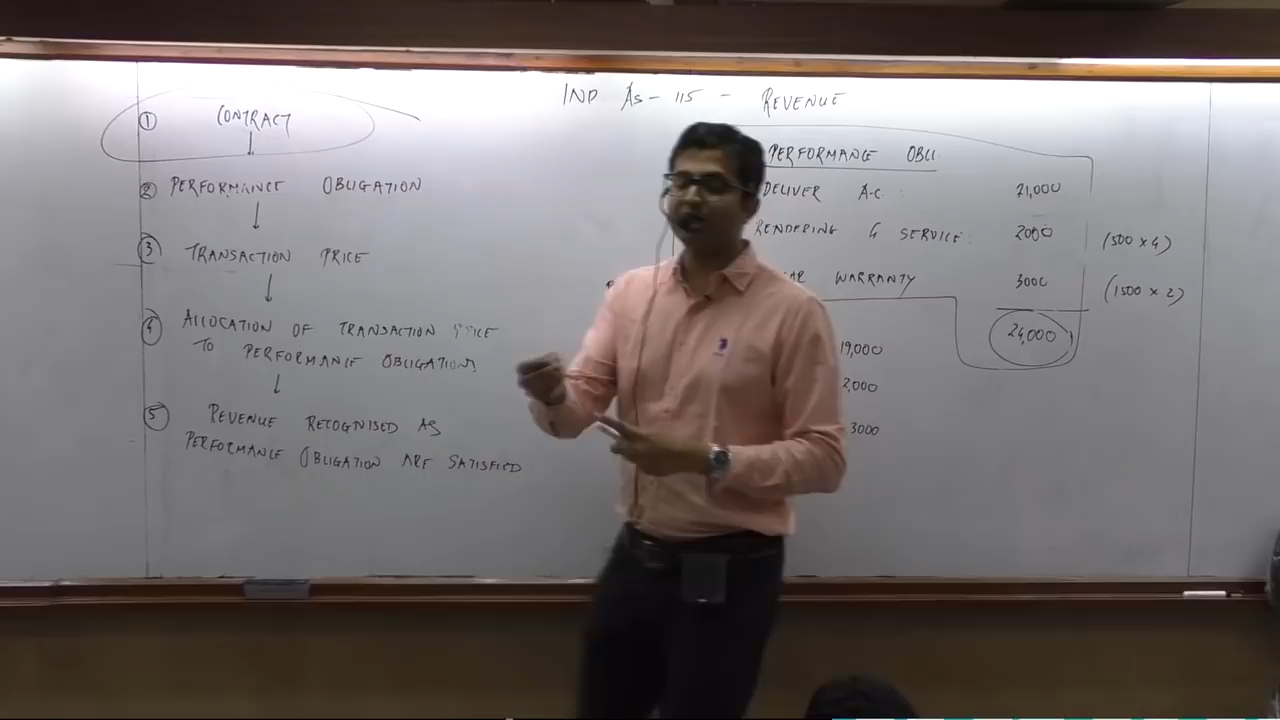 IND AS-115 - REVENUE
① CONTRACT
② PERFORMANCE OBLIGATION
③ TRANSACTION PRICE
④ ALLOCATION OF TRANSACTION PRICE
TO PERFORMANCE OBLIGATIONS
⑤ REVENUE RECOGNISED AS
PERFORMANCE OBLIGATION ARE SATISFIED
PERFORMANCE OBLI.
DELIVER A.C. : 21,000
RENDERING 4 SERVICE : 2000 (500 x 4)
WARRANTY 3000 (1500 x 2)
24,000
19,000
2,000
3000